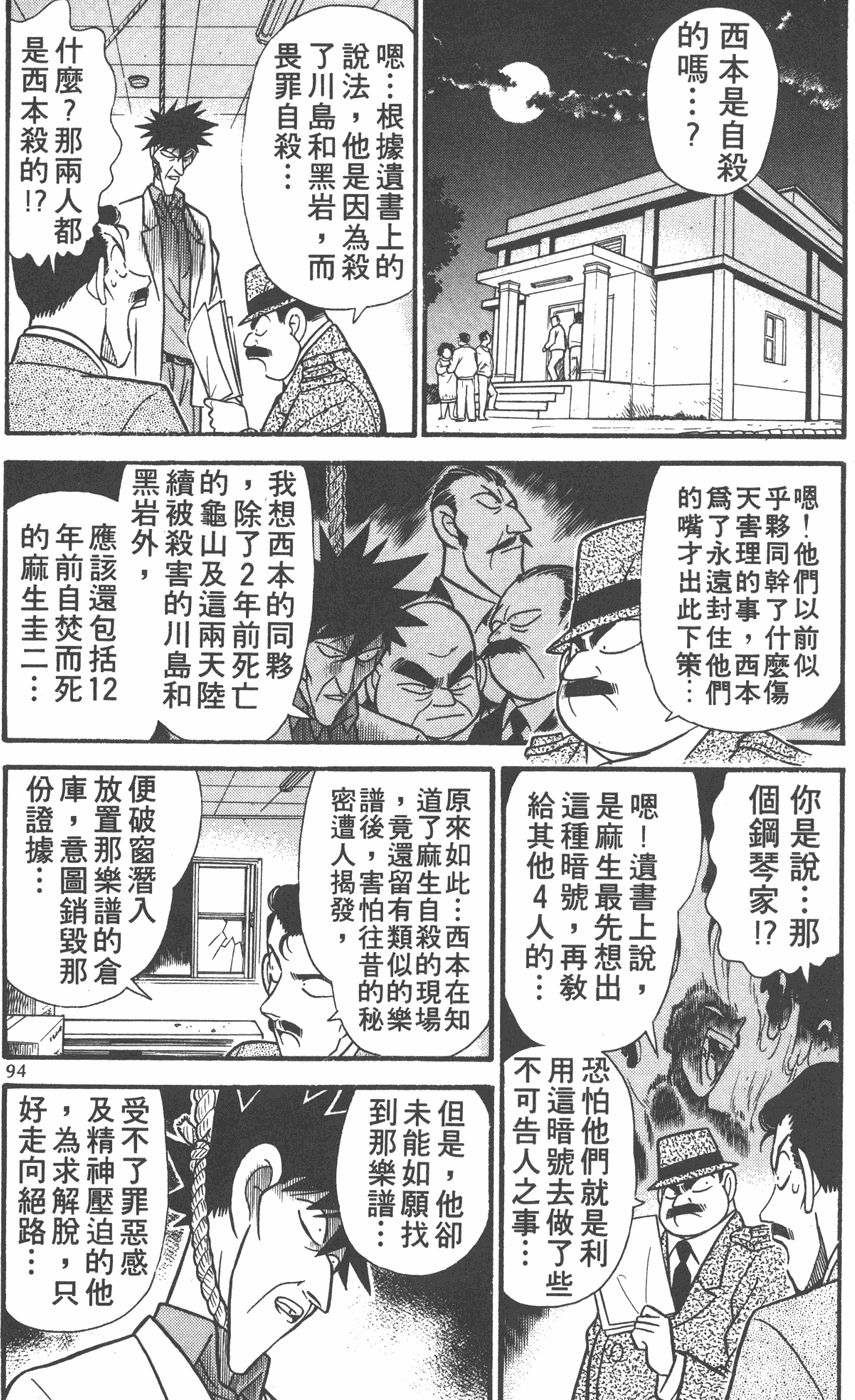 西本是自殺
的嗎…?
嗯…根據遺書上的
說法，他是因為殺
了川島和黑岩，而
畏罪自殺…
什麼?那兩人都
是西本殺的!?
嗯!他們以前似
乎夥同幹了什麼傷
天害理的事，西本
為了永遠封住他們
的嘴才出此下策…
我想西本的同夥
，除了2年前死亡
的龜山及這兩天陸
續被殺害的川島和
黑岩外，
應該還包括12
年前自焚而死
的麻生圭二…
你是說…那
個鋼琴家!?
嗯!遺書上說，
是麻生最先想出
這種暗號，再教
給其他4人的…
恐怕他們就是利
用這暗號去做了些
不可告人之事…
原來如此…西本在知
道了麻生自殺的現場
，竟還留有類似的樂
譜後，害怕往昔的秘
密遭人揭發，
便破窗潛入
放置那樂譜的倉
庫，意圖銷毀那
份證據…
但是，他卻
未能如願找
到那樂譜…
受不了罪惡感
及精神壓迫的他
，為求解脫，只
好走向絕路…
94